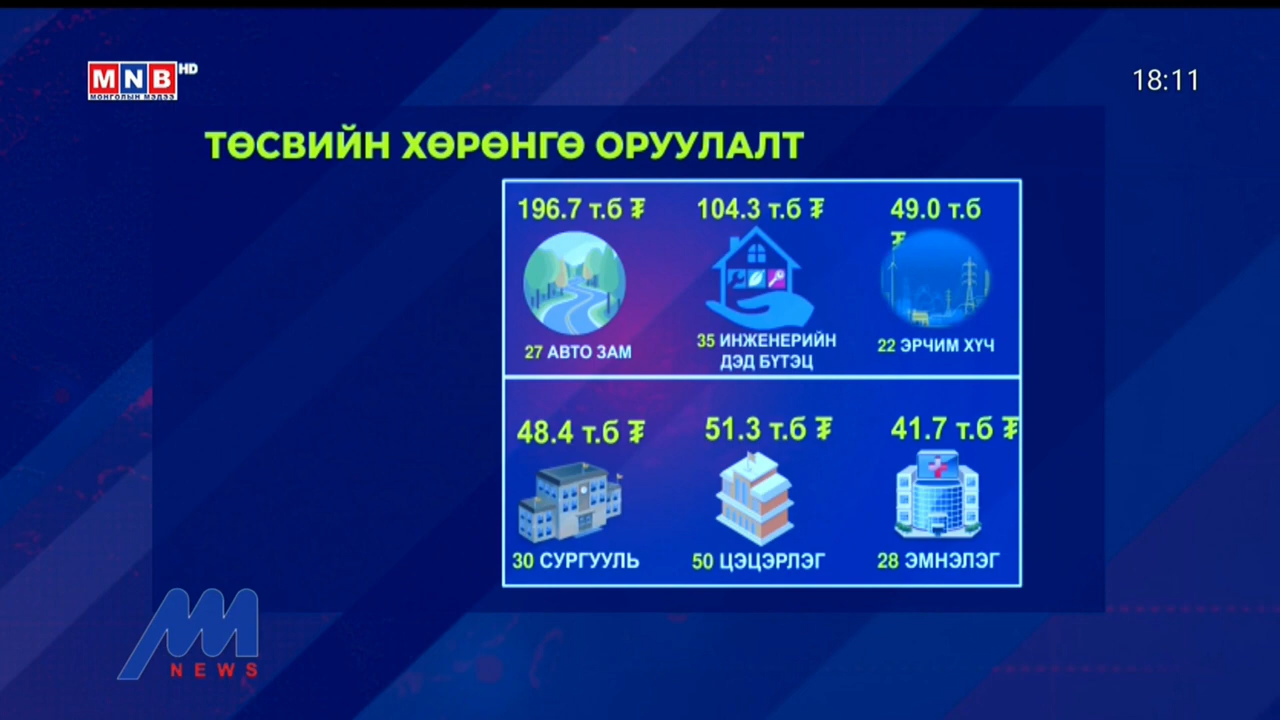 MNB HD
МОНГОЛЫН МЭДЭЭ
18:11
ТӨСВИЙН ХӨРӨНГӨ ОРУУЛАЛТ
196.7 т.б ₮
104.3 т.б ₮
49.0 т.б
₮
27 АВТО ЗАМ
35 ИНЖЕНЕРИЙН
ДЭД БҮТЭЦ
22 ЭРЧИМ ХҮЧ
48.4 т.б ₮
51.3 т.б ₮
41.7 т.б ₮
30 СУРГУУЛЬ
50 ЦЭЦЭРЛЭГ
28 ЭМНЭЛЭГ
NEWS